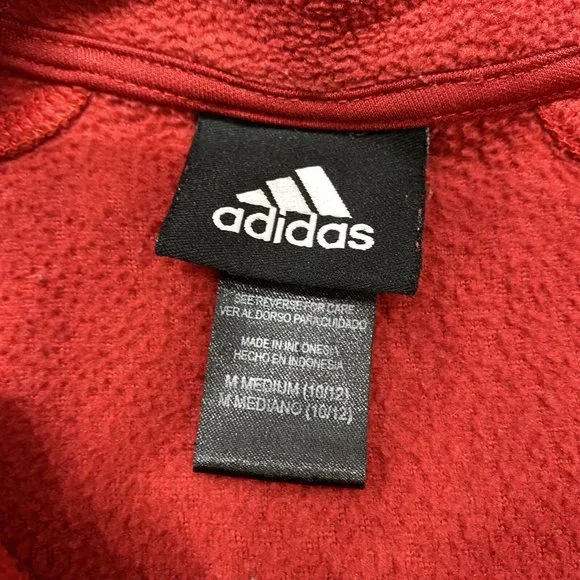 adidas
SEE REVERSE FOR CARE
VER AL DORSO PARA CUIDADO
MADE IN INDONESIA
HECHO EN INDONESIA
M MEDIUM (10/12)
M MEDIANO (10/12)